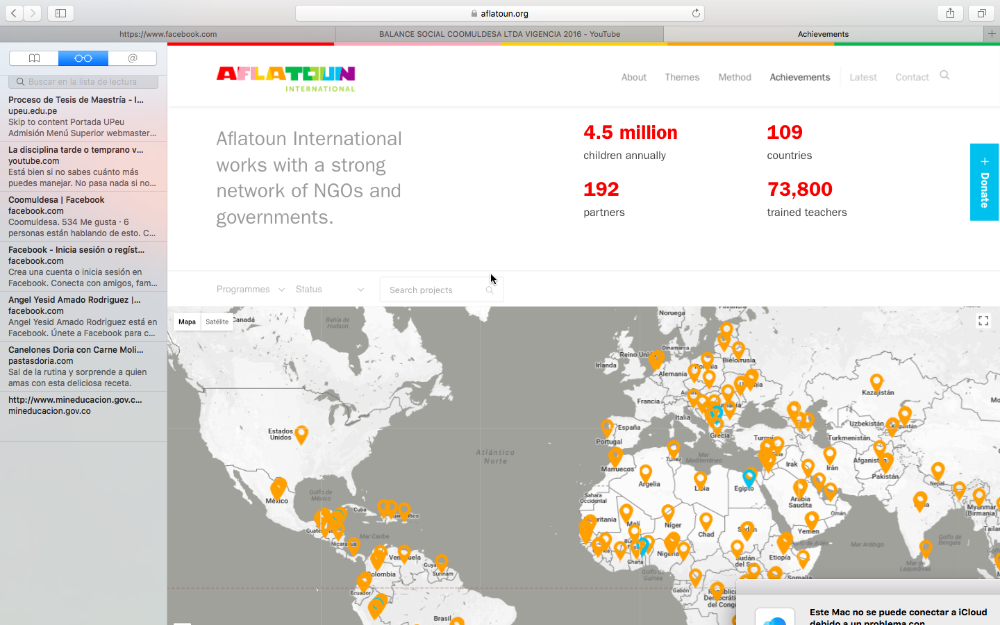 aflatoun.org
https://www.facebook.com
BALANCE SOCIAL COOMULDESA LTDA VIGENCIA 2016 - YouTube
Achievements
Buscar en la lista de lectura
Proceso de Tesis de Maestría - I...
upeu.edu.pe
Skip to content Portada UPeu
Admisión Menú Superior webmaster...
La disciplina tarde o temprano v...
youtube.com
Está bien si no sabes cuánto más
puedes manejar. No pasa nada si no...
Coomuldesa | Facebook
facebook.com
Coomuldesa. 534 Me gusta · 6
personas están hablando de esto. C...
Facebook - Inicia sesión o regíst...
facebook.com
Crea una cuenta o inicia sesión en
Facebook. Conecta con amigos, fam...
Angel Yesid Amado Rodriguez |...
facebook.com
Angel Yesid Amado Rodriguez está en
Facebook. Únete a Facebook para c...
Canelones Doria con Carne Moli...
pastasdoria.com
Sal de la rutina y sorprende a quien
amas con esta deliciosa receta.
http://www.mineducacion.gov.c...
mineducacion.gov.co
AFLATOUN
INTERNATIONAL
About
Themes
Method
Achievements
Latest
Contact
Aflatoun International
works with a strong
network of NGOs and
governments.
4.5 million
children annually
109
countries
192
partners
73,800
trained teachers
+ Donate
Programmes
Status
Search projects
Mapa
Satélite
Canadá
Bahía de
Hudson
Noruega
Finlandia
Dinamarca
Reino Unid
Irlanda
Bielorrusia
Alemania
Francia
Italia
Kazajistán
España
Portugal
Grecia
Uzbekistán
Turkmenistán
Estados
Unidos
Atlántico
Norte
Mar
Mediterráneo
Túnez
Marruecos
Irak
Irán
Afganist
Pakistán
Nepal
Argelia
Libia
Egipto
Sahara
Occidental
Arabia
Saudita
Omán
Myanmar
(Birmania)
Golfo de
México
México
Cuba
Mar Caribe
Nicaragua
Malí
Níger
Chad
Yemen
Golfo de Adén
Mar Arábigo
Golfo de
Bengala
Tailan
Mar de
Laquedivas
Venezuela
Guya
Surinam
Colombia
Ecuador
Ghana
Nigeria
Golfo de
Guinea
Sudán
del S
Etiopía
Somalia
Gabón
República
Democráti
del Congo
Brasil
Este Mac no se puede conectar a iCloud
debido a un problema con